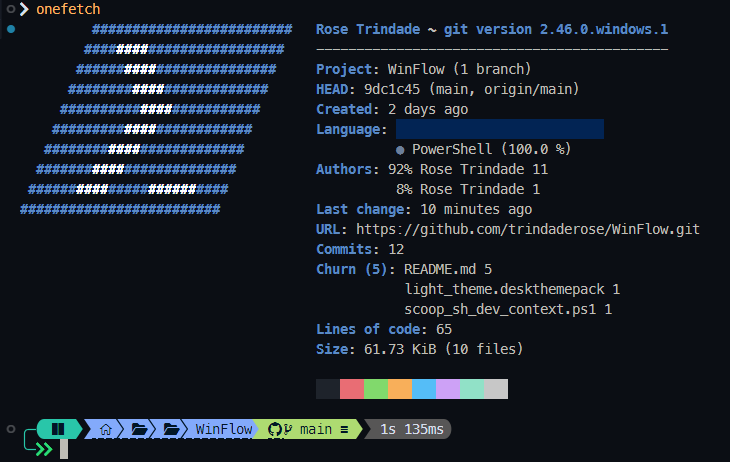 onefetch
######################### Rose Trindade ~ git version 2.46.0.windows.1
######################### --------------------------------------------
######################### Project: WinFlow (1 branch)
######################### HEAD: 9dc1c45 (main, origin/main)
######################### Created: 2 days ago
######################### Language:
######################### ● PowerShell (100.0 %)
######################### Authors: 92% Rose Trindade 11
######################### 8% Rose Trindade 1
######################### Last change: 10 minutes ago
URL: https://github.com/trindaderose/WinFlow.git
Commits: 12
Churn (5): README.md 5
light_theme.deskthemepack 1
scoop_sh_dev_context.ps1 1
Lines of code: 65
Size: 61.73 KiB (10 files)
WinFlow main ≡ 1s 135ms